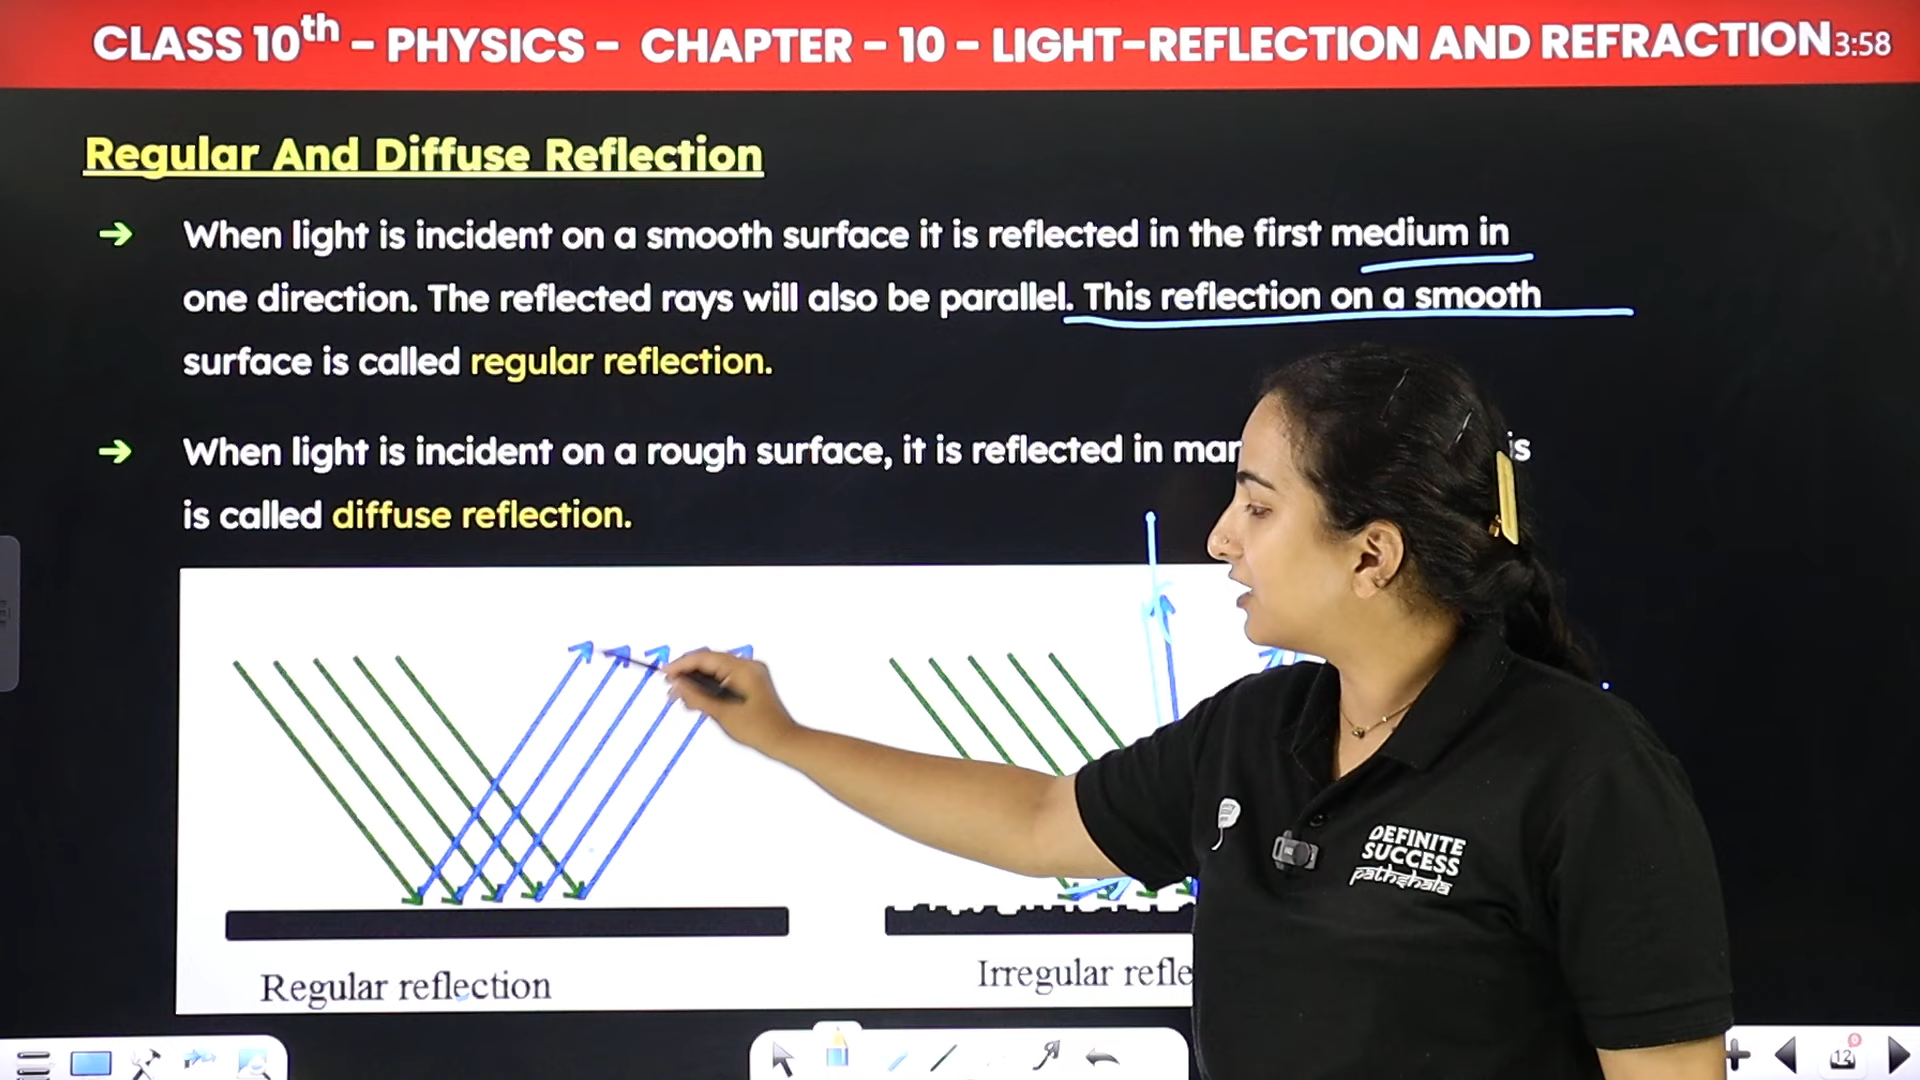 CLASS 10th - PHYSICS - CHAPTER - 10 - LIGHT-REFLECTION AND REFRACTION 3:58
Regular And Diffuse Reflection
→ When light is incident on a smooth surface it is reflected in the first medium in
one direction. The reflected rays will also be parallel. This reflection on a smooth
surface is called regular reflection.
→ When light is incident on a rough surface, it is reflected in
is called diffuse reflection.
Regular reflection
Irregular
DEFINITE
SUCCESS
pathshala
12